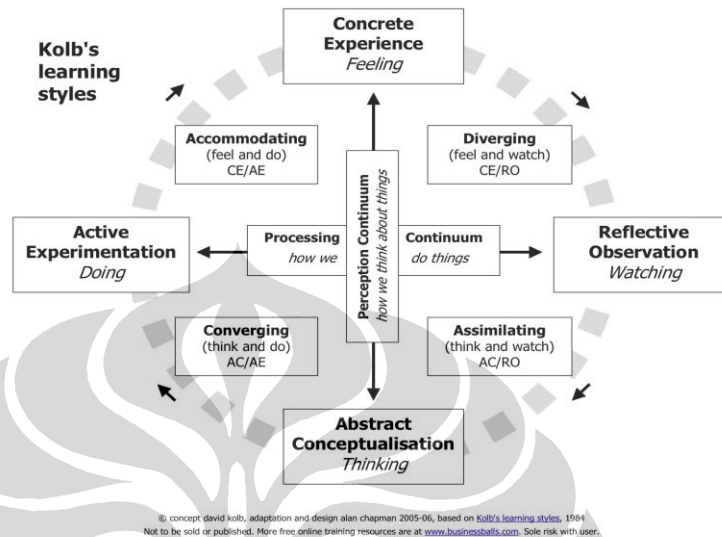 Kolb's
learning
styles
Concrete
Experience
Feeling
Accommodating
(feel and do)
CE/AE
Diverging
(feel and watch)
CE/RO
Active
Experimentation
Doing
Processing
how we
Perception Continuum
how we think about things
Continuum
do things
Reflective
Observation
Watching
Converging
(think and do)
AC/AE
Assimilating
(think and watch)
AC/RO
Abstract
Conceptualisation
Thinking
© concept david kolb, adaptation and design alan chapman 2005-06, based on Kolb's learning styles, 1984
Not to be sold or published. More free online training resources are at www.businessballs.com. Sole risk with user.